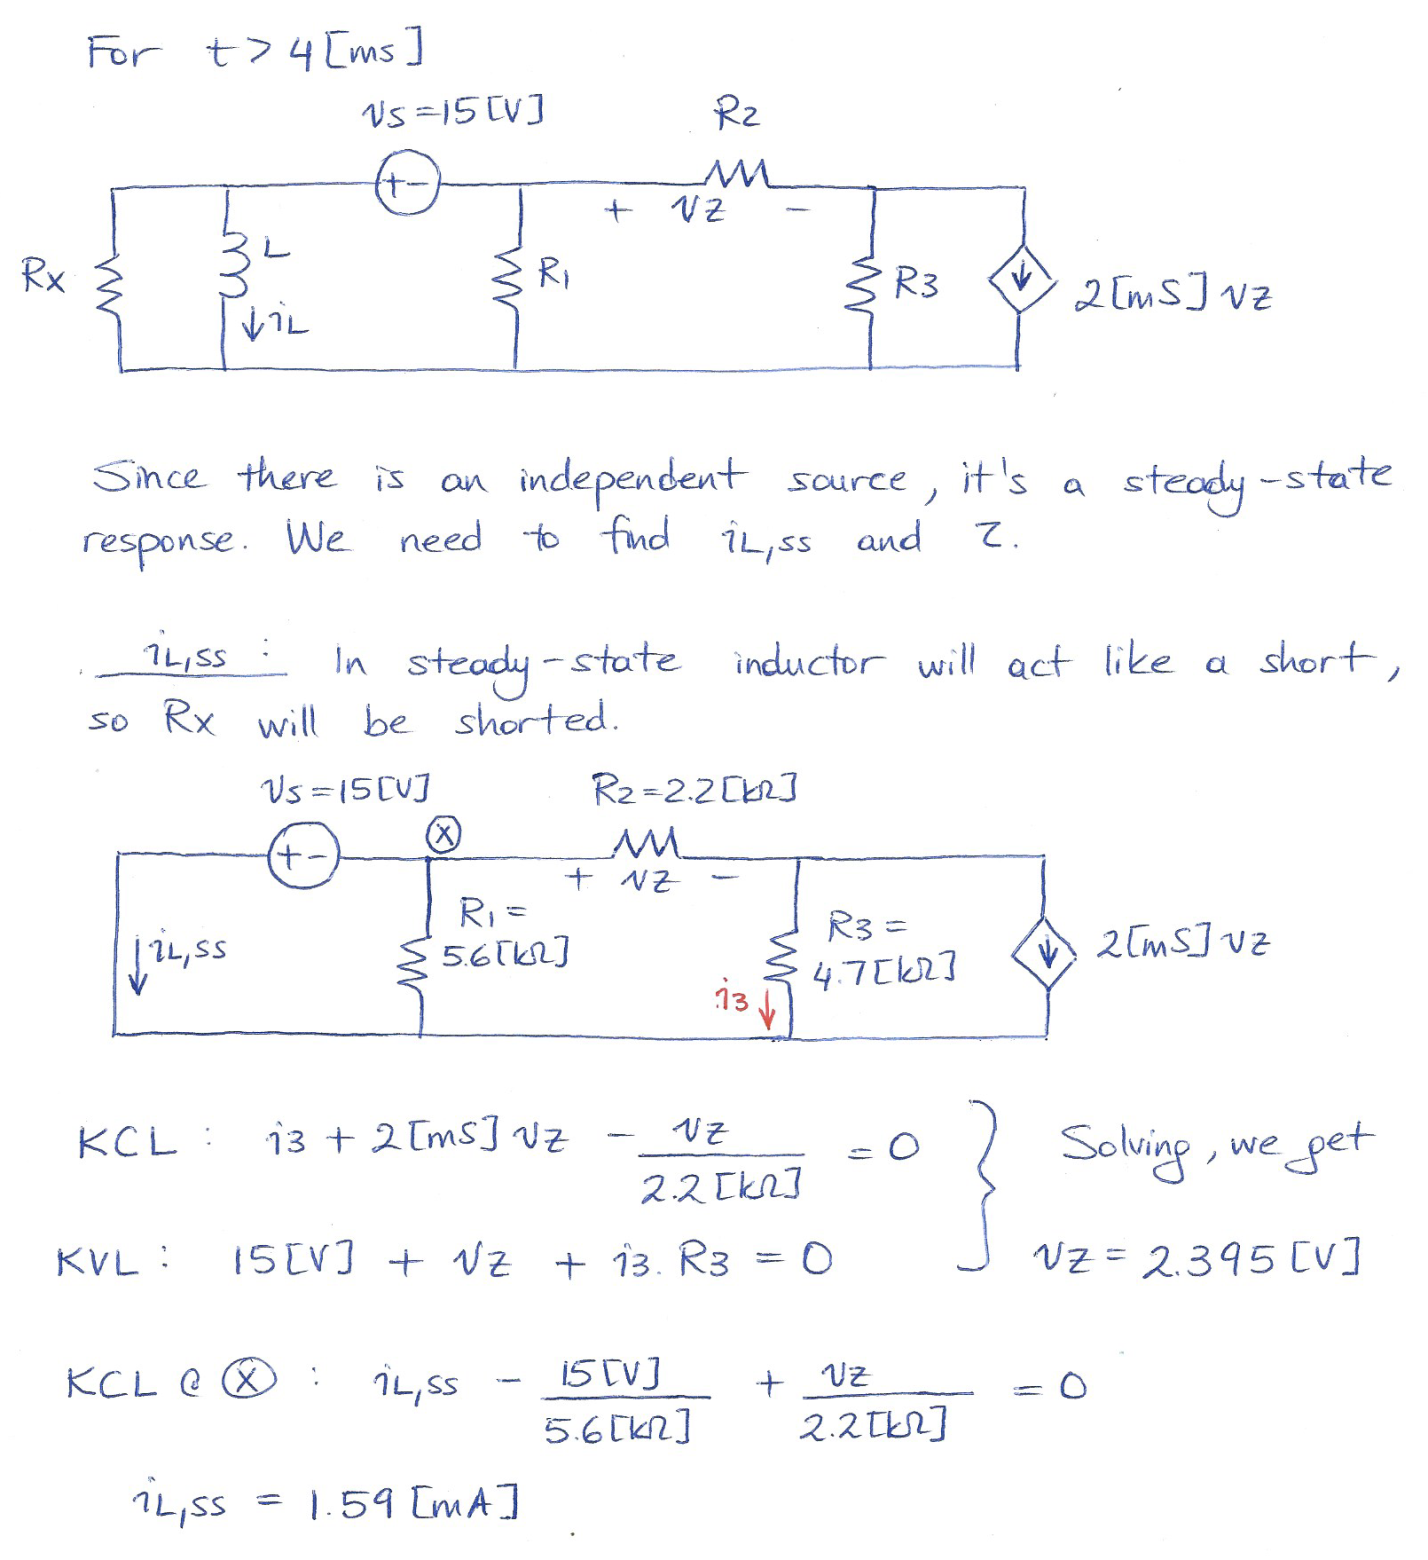 For t > 4 [ms]
vs = 15 [V]
R2
+ vz -
Rx
L
iL
R1
R3
2[mS] vz
Since there is an independent source, it's a steady-state
response. We need to find iL,ss and τ.
iL,ss : In steady-state inductor will act like a short,
so Rx will be shorted.
vs = 15[V]
R2 = 2.2 [kΩ]
X
+ vz -
iL,ss
R1 =
5.6 [kΩ]
R3 =
4.7 [kΩ]
i3
2[mS] vz
KCL : i3 + 2[mS] vz - vz / 2.2 [kΩ] = 0
Solving, we get
KVL : 15[V] + vz + i3. R3 = 0
vz = 2.395 [V]
KCL @ X : iL,ss - 15[V] / 5.6[kΩ] + vz / 2.2[kΩ] = 0
iL,ss = 1.59 [mA]